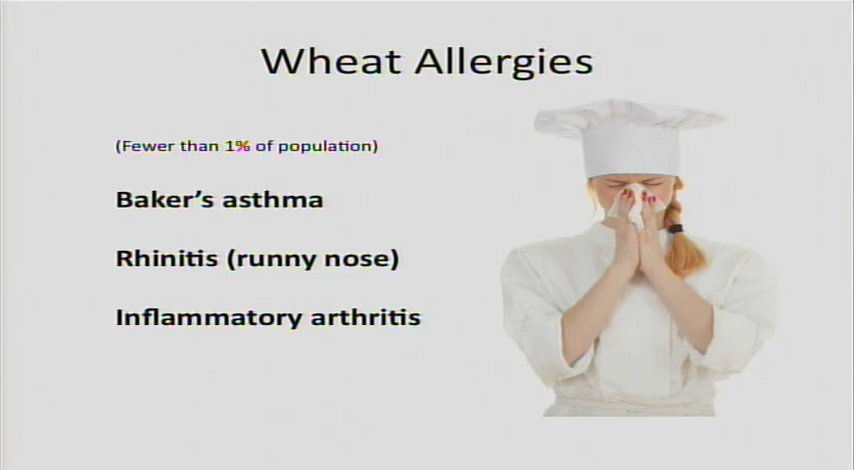 Wheat Allergies
(Fewer than 1% of population)
Baker’s asthma
Rhinitis (runny nose)
Inflammatory arthritis